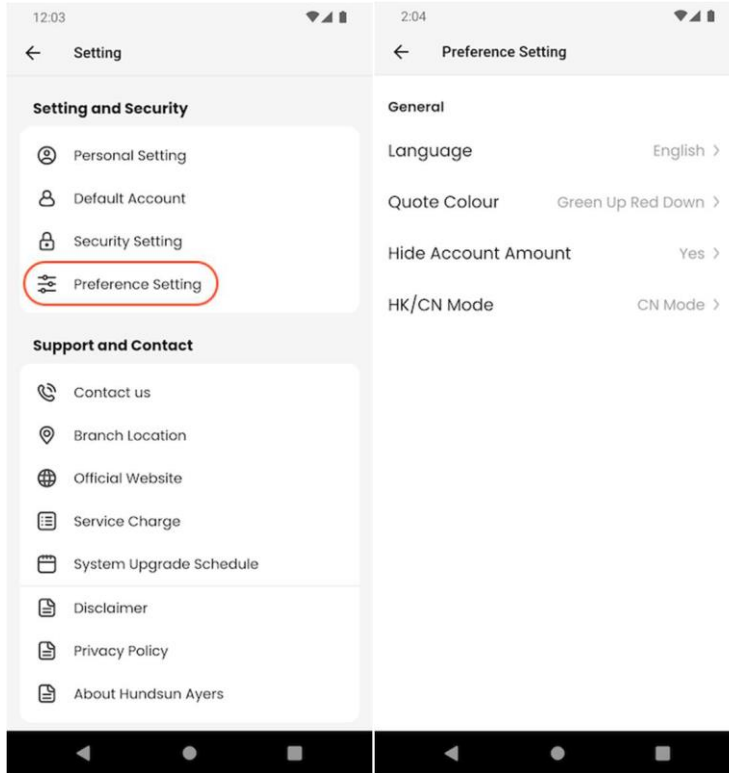 12:03
Setting
Setting and Security
Personal Setting
Default Account
Security Setting
Preference Setting
Support and Contact
Contact us
Branch Location
Official Website
Service Charge
System Upgrade Schedule
Disclaimer
Privacy Policy
About Hundsun Ayers
2:04
Preference Setting
General
Language English
Quote Colour Green Up Red Down
Hide Account Amount Yes
HK/CN Mode CN Mode